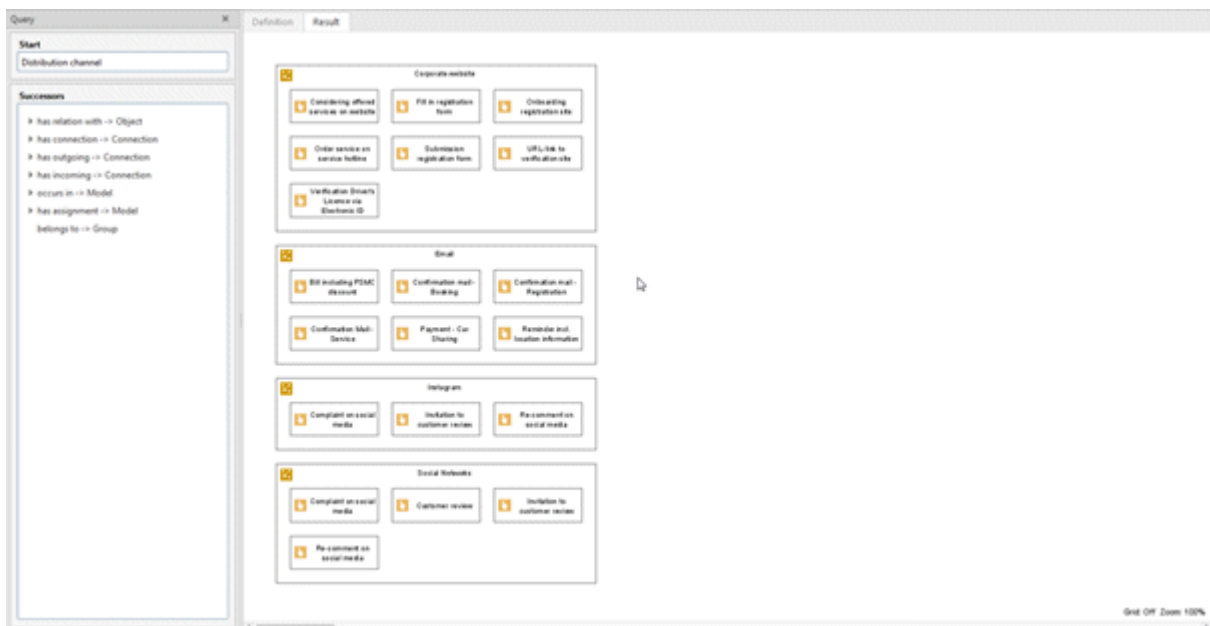 Query
Definition
Result
Start
Distribution channel
Successors
has relation with -> Object
has connection -> Connection
has outgoing -> Connection
has incoming -> Connection
occurs in -> Model
has assignment -> Model
belongs to -> Group
Corporate website
Considering offered
services on website
Fill in registration
form
Onboarding
registration site
Order service on
service hotline
Submission
registration form
URL-link to
verification site
Verification Driver's
License via
Electronic ID
Email
Bill including PSMC
discount
Confirmation mail-
Booking
Confirmation mail -
Registration
Confirmation Mail -
Service
Payment - Car
Sharing
Reminder incl.
location information
Instagram
Complaint on social
media
Invitation to
customer review
Re-comment on
social media
Social Networks
Complaint on social
media
Customer review
Invitation to
customer review
Re-comment on
social media
Grid: Off Zoom: 100%